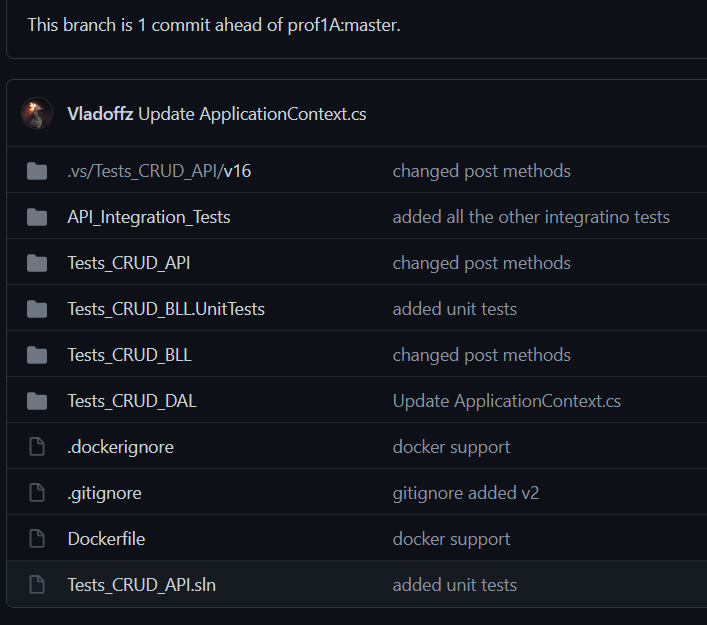 This branch is 1 commit ahead of prof1A:master.
Vladoffz Update ApplicationContext.cs
.vs/Tests_CRUD_API/v16 changed post methods
API_Integration_Tests added all the other integratino tests
Tests_CRUD_API changed post methods
Tests_CRUD_BLL.UnitTests added unit tests
Tests_CRUD_BLL changed post methods
Tests_CRUD_DAL Update ApplicationContext.cs
.dockerignore docker support
.gitignore gitignore added v2
Dockerfile docker support
Tests_CRUD_API.sln added unit tests